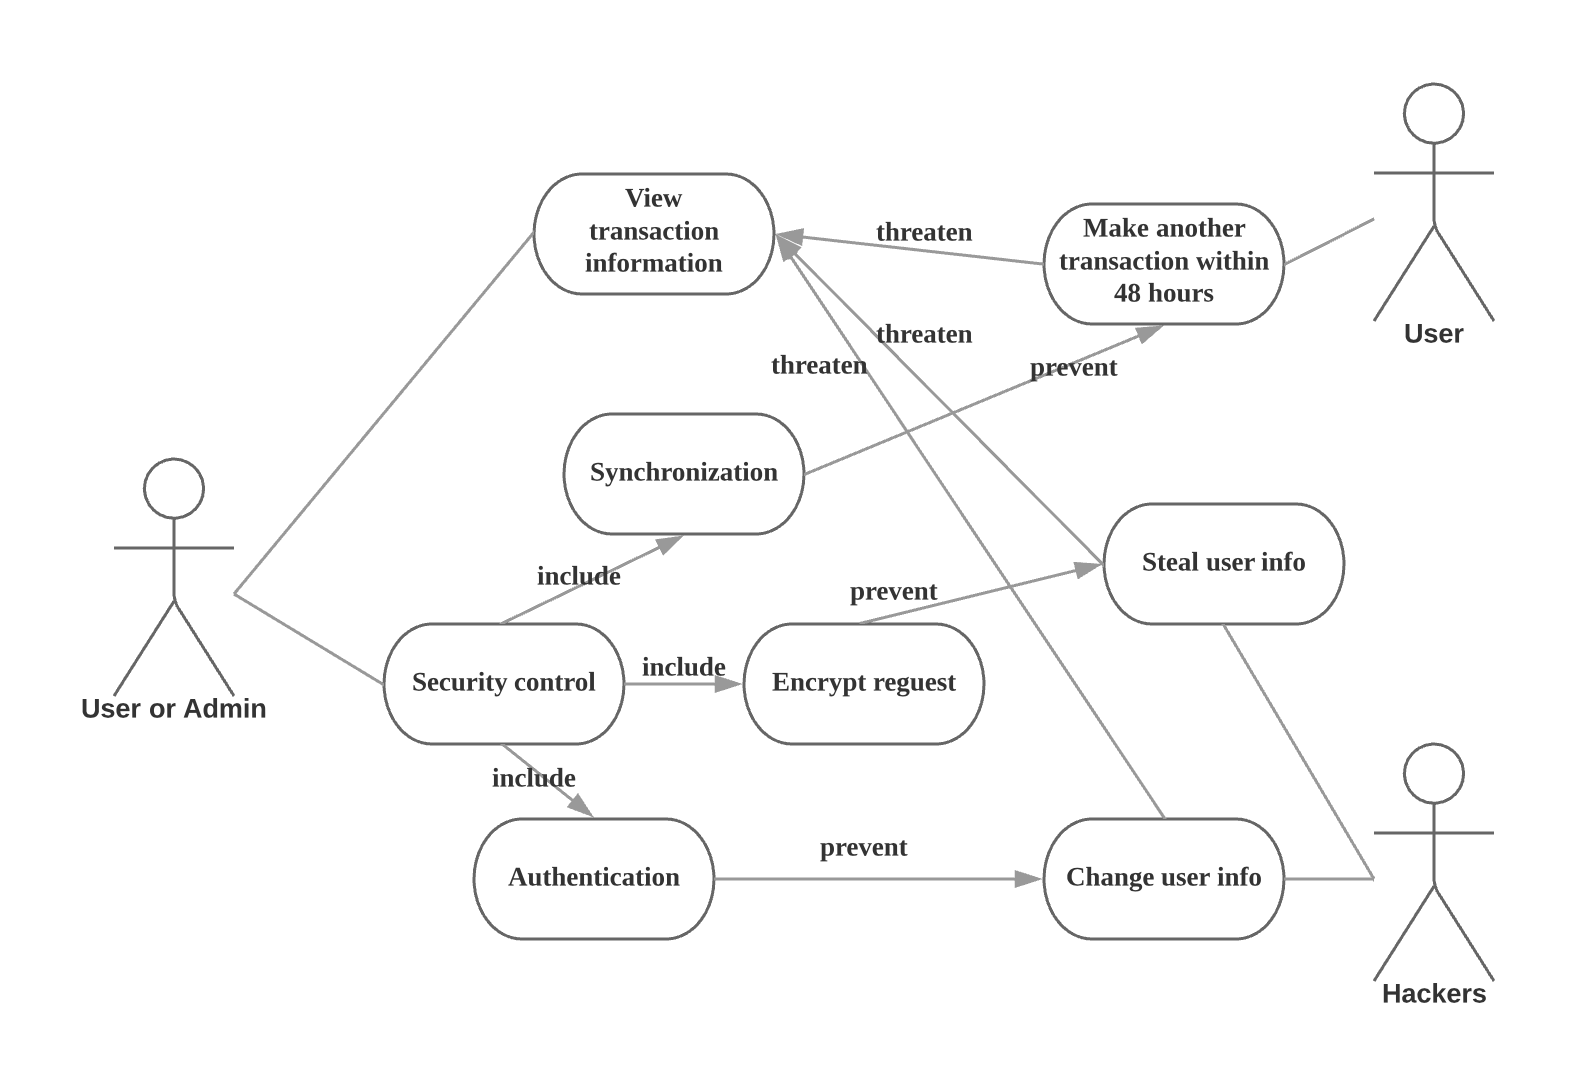 View
transaction
information
threaten
Make another
transaction within
48 hours
User
threaten
threaten
prevent
Synchronization
include
prevent
Steal user info
User or Admin
Security control
include
Encrypt reguest
include
Authentication
prevent
Change user info
Hackers